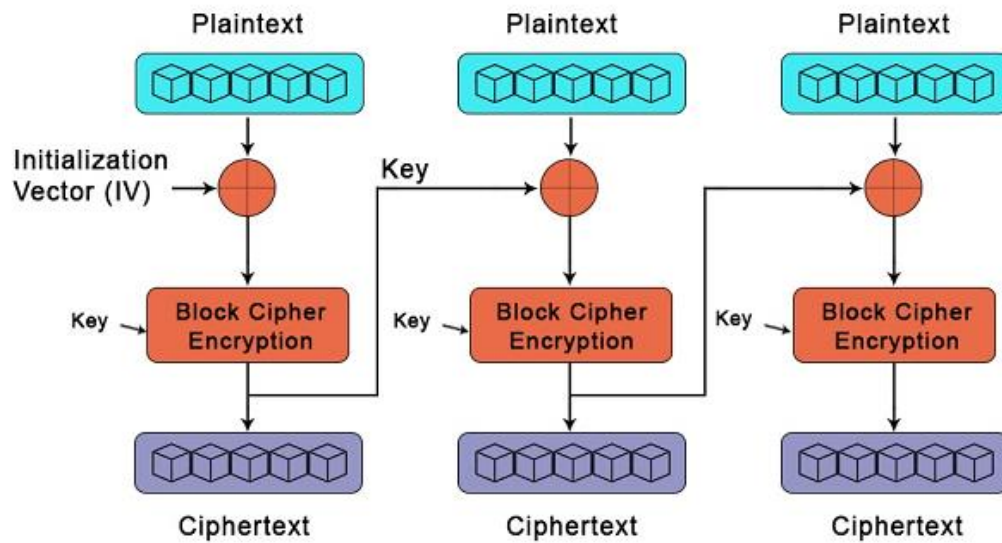 Plaintext
Plaintext
Plaintext
Initialization
Vector (IV)
Key
Key
Block Cipher
Encryption
Key
Block Cipher
Encryption
Key
Block Cipher
Encryption
Ciphertext
Ciphertext
Ciphertext